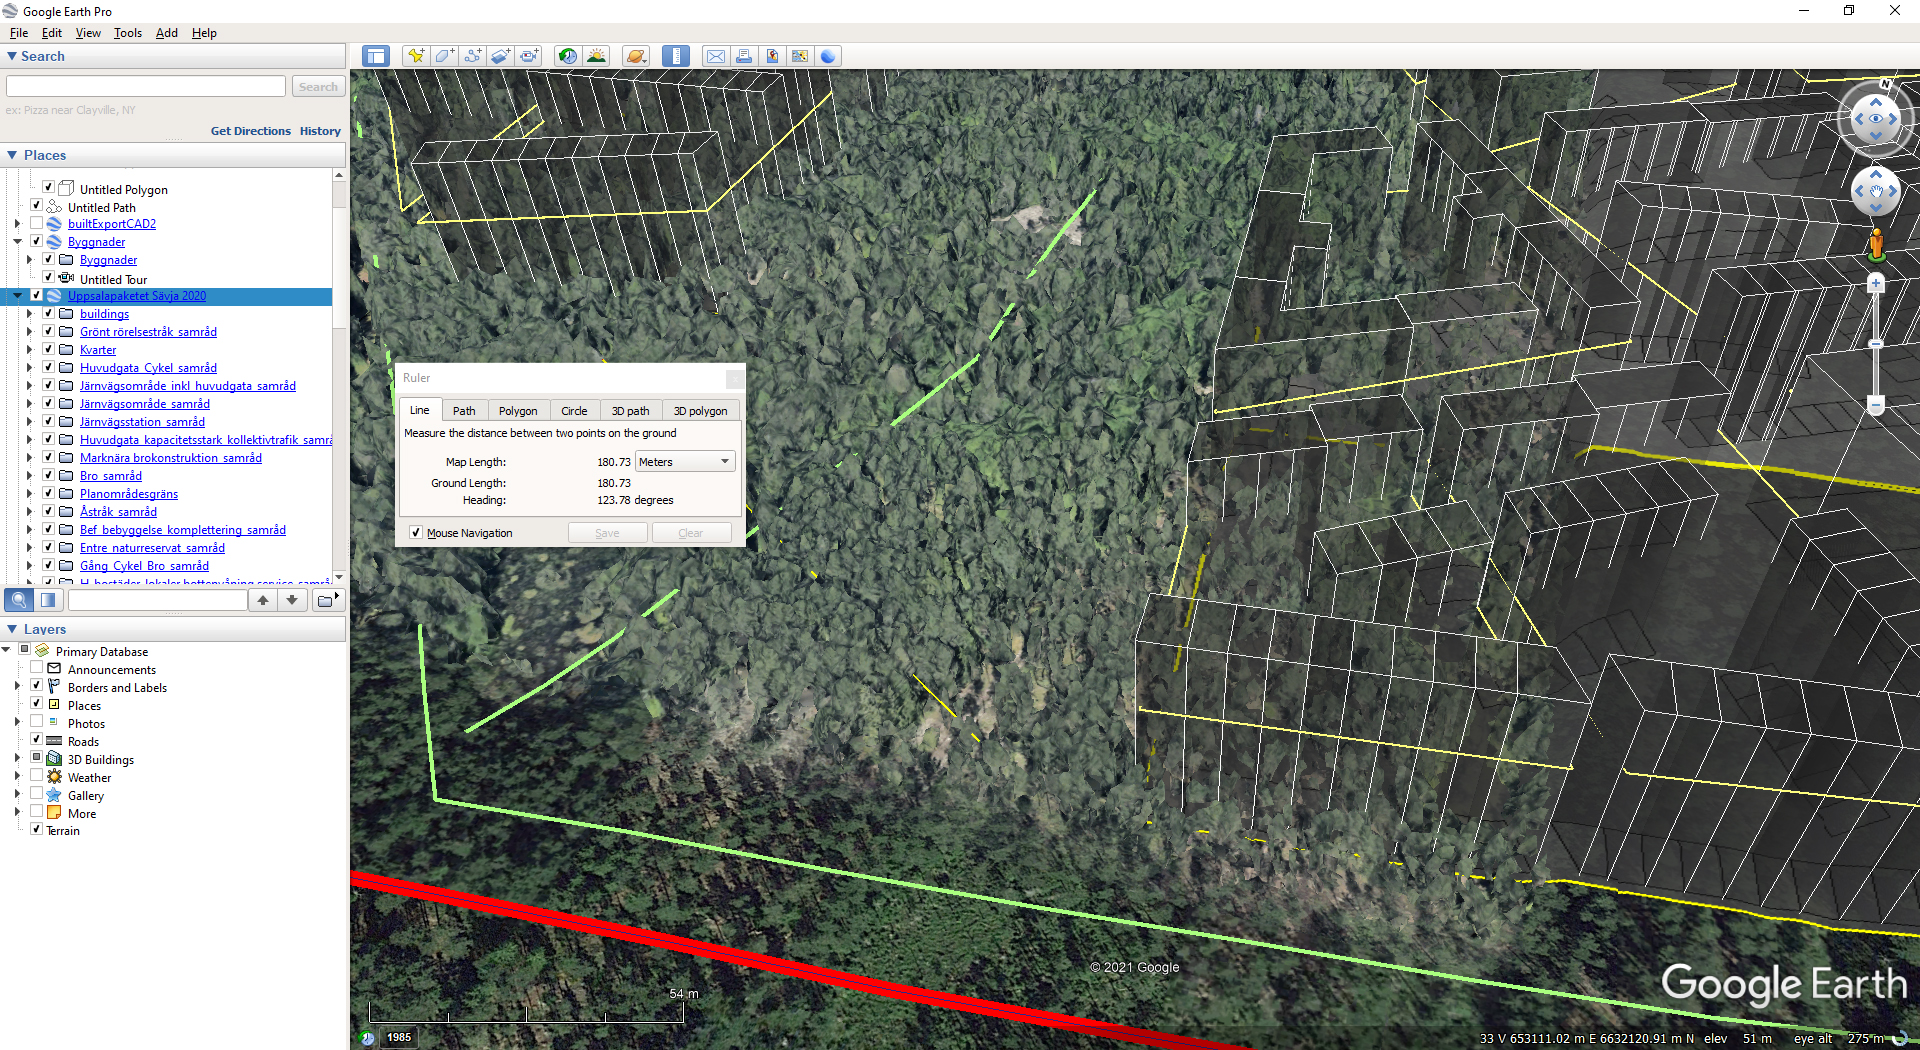 Google Earth Pro
File Edit View Tools Add Help
Search
Search
ex: Pizza near Clayville, NY
Get Directions History
Places
Untitled Polygon
Untitled Path
builtExportCAD2
Byggnader
Byggnader
Untitled Tour
Uppsalapaketet Sävja 2020
buildings
Grönt rörelsestråk samråd
Kvarter
Huvudgata Cykel samråd
Järnvägsområde inkl huvudgata samråd
Järnvägsområde samråd
Järnvägsstation samråd
Huvudgata kapacitetsstark kollektivtrafik samrå
Marknära brokonstruktion samråd
Bro samråd
Planområdesgräns
Åstråk samråd
Bef bebyggelse komplettering samråd
Entre naturreservat samråd
Gång Cykel Bro samråd
H bostäder lokaler bottenvåning service samrå
Layers
Primary Database
Announcements
Borders and Labels
Places
Photos
Roads
3D Buildings
Weather
Gallery
More
Terrain
Ruler
Line Path Polygon Circle 3D path 3D polygon
Measure the distance between two points on the ground
Map Length: 180.73 Meters
Ground Length: 180.73
Heading: 123.78 degrees
Mouse Navigation Save Clear
N
© 2021 Google
Google Earth
54 m
1985
33 V 653111.02 m E 6632120.91 m N elev 51 m eye alt 275 m